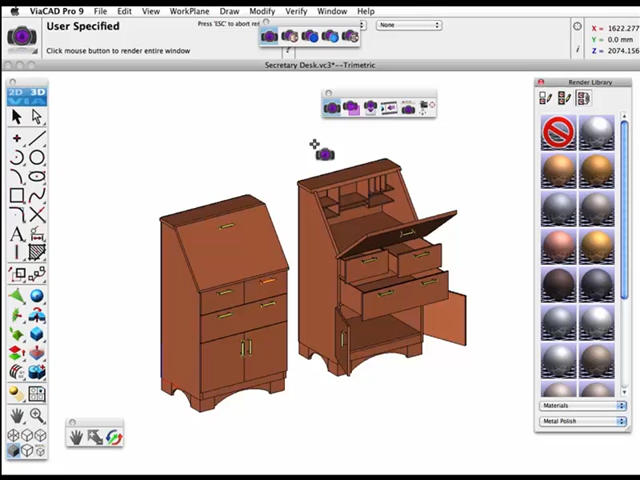 ViaCAD Pro 9 File Edit View WorkPlane Draw Modify Verify Window Help
User Specified
Press 'ESC' to abort re
None
Click mouse button to render entire window
X = 1622.277
Y = 0.0 mm
Z = 2074.156
Secretary Desk.vc3*--Trimetric
Render Library
2D 3D
VIA
Materials
Metal Polish